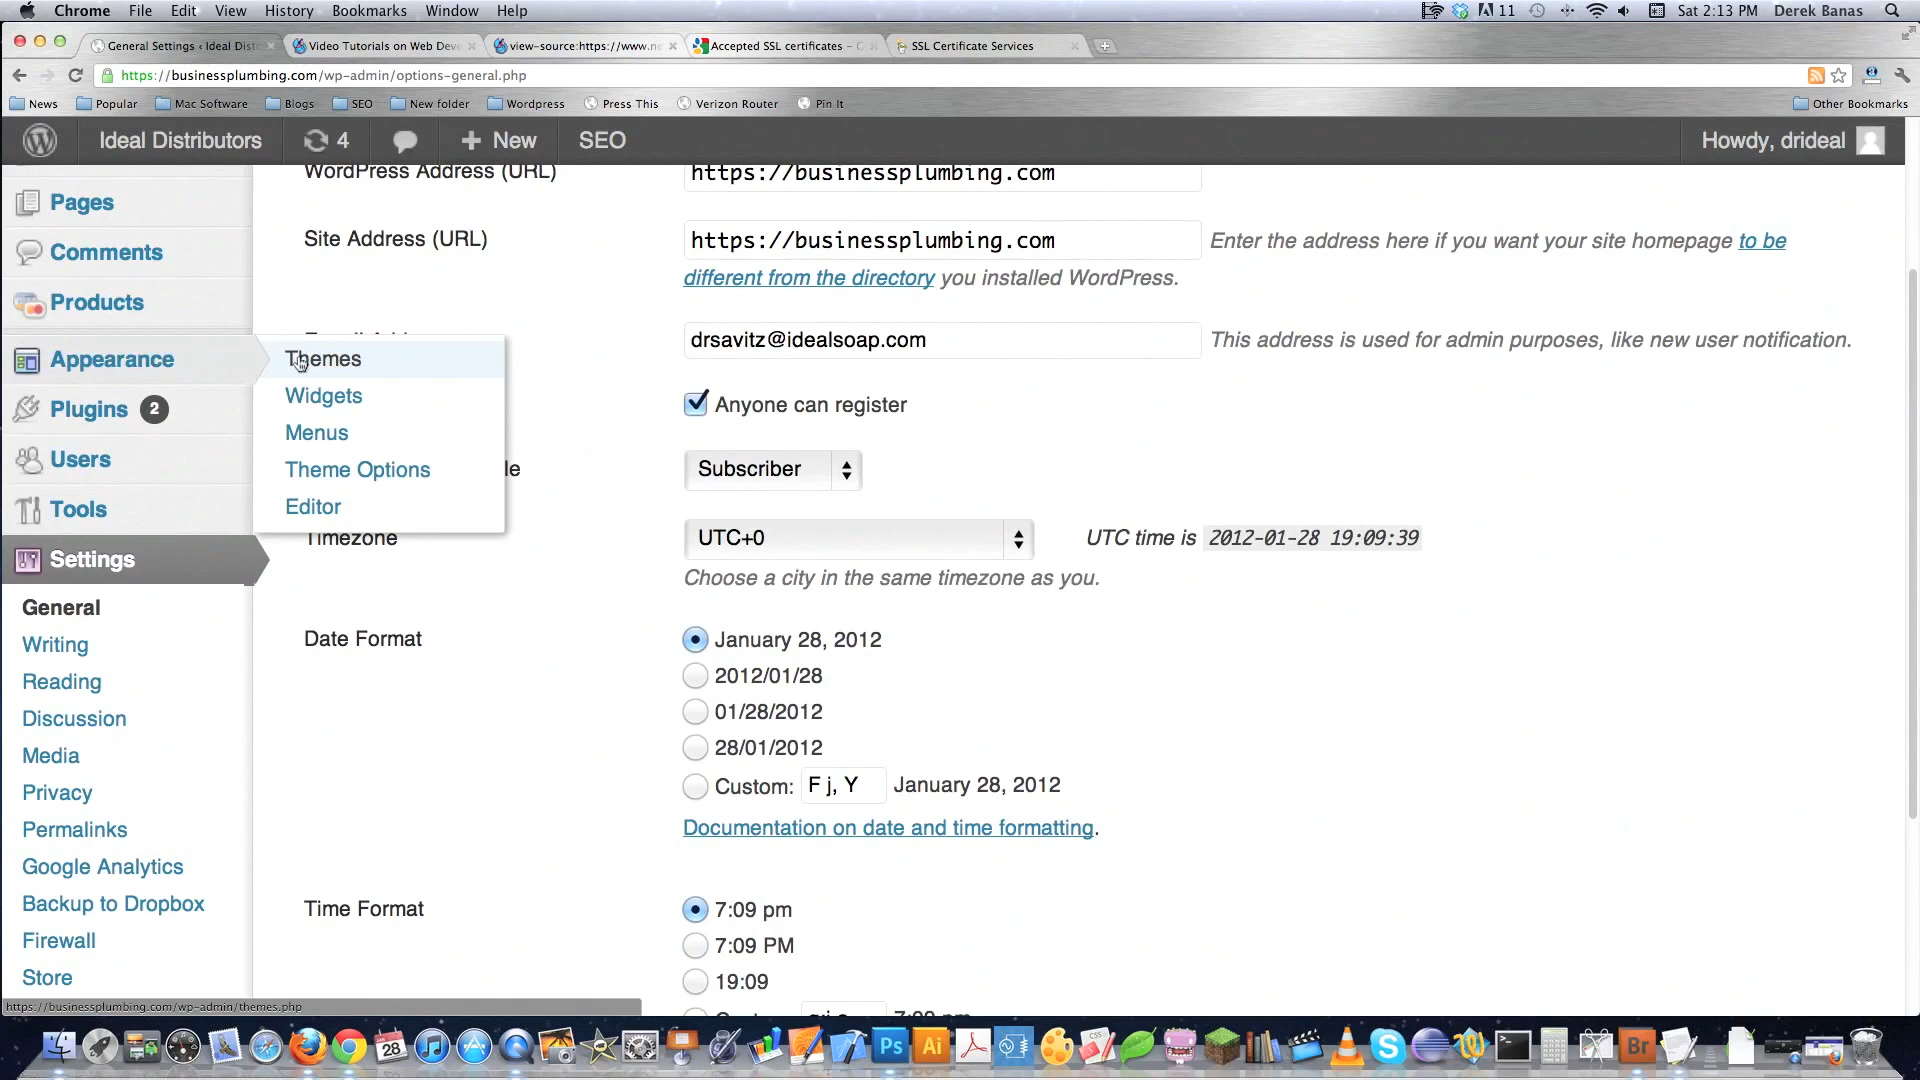 Chrome File Edit View History Bookmarks Window Help 11 Sat 2:13 PM Derek Banas
General Settings ‹ Ideal Dist Video Tutorials on Web Deve view-source:https://www.ne Accepted SSL certificates – G SSL Certificate Services
https://businessplumbing.com/wp-admin/options-general.php
News Popular Mac Software Blogs SEO New folder Wordpress Press This Verizon Router Pin It Other Bookmarks
Ideal Distributors 4 New SEO Howdy, drideal
WordPress Address (URL) https://businessplumbing.com
Pages
Site Address (URL) https://businessplumbing.com Enter the address here if you want your site homepage to be
different from the directory you installed WordPress.
Comments
Products
drsavitz@idealsoap.com This address is used for admin purposes, like new user notification.
Appearance Themes
Widgets
Anyone can register
Plugins 2
Menus
Users
Theme Options le Subscriber
Tools Editor
Timezone UTC+0 UTC time is 2012-01-28 19:09:39
Choose a city in the same timezone as you.
Settings
General
Writing
Reading
Discussion
Media
Privacy
Permalinks
Google Analytics
Backup to Dropbox
Firewall
Store
Date Format January 28, 2012
2012/01/28
01/28/2012
28/01/2012
Custom: F j, Y January 28, 2012
Documentation on date and time formatting.
Time Format 7:09 pm
7:09 PM
19:09
https://businessplumbing.com/wp-admin/themes.php
28 Ps Ai CSS Br